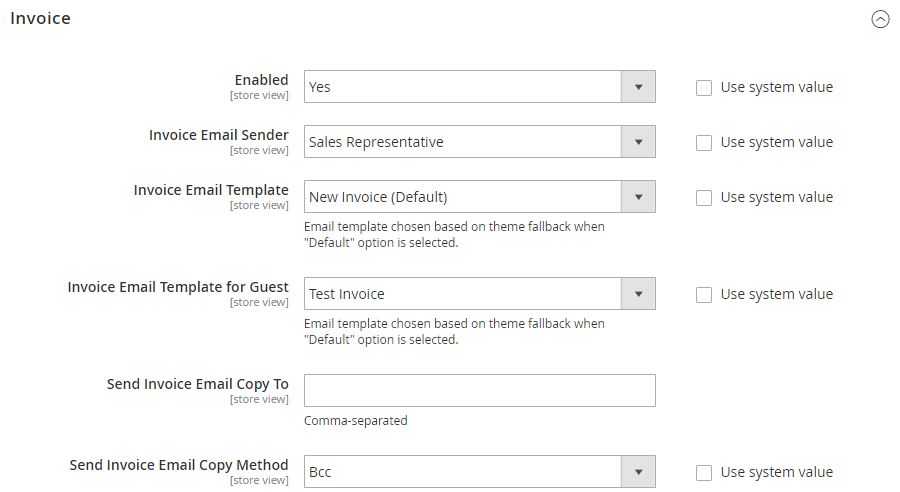 Invoice
Enabled
[store view]
Yes
Use system value
Invoice Email Sender
[store view]
Sales Representative
Use system value
Invoice Email Template
[store view]
New Invoice (Default)
Use system value
Email template chosen based on theme fallback when
"Default" option is selected.
Invoice Email Template for Guest
[store view]
Test Invoice
Use system value
Email template chosen based on theme fallback when
"Default" option is selected.
Send Invoice Email Copy To
[store view]
Comma-separated
Send Invoice Email Copy Method
[store view]
Bcc
Use system value